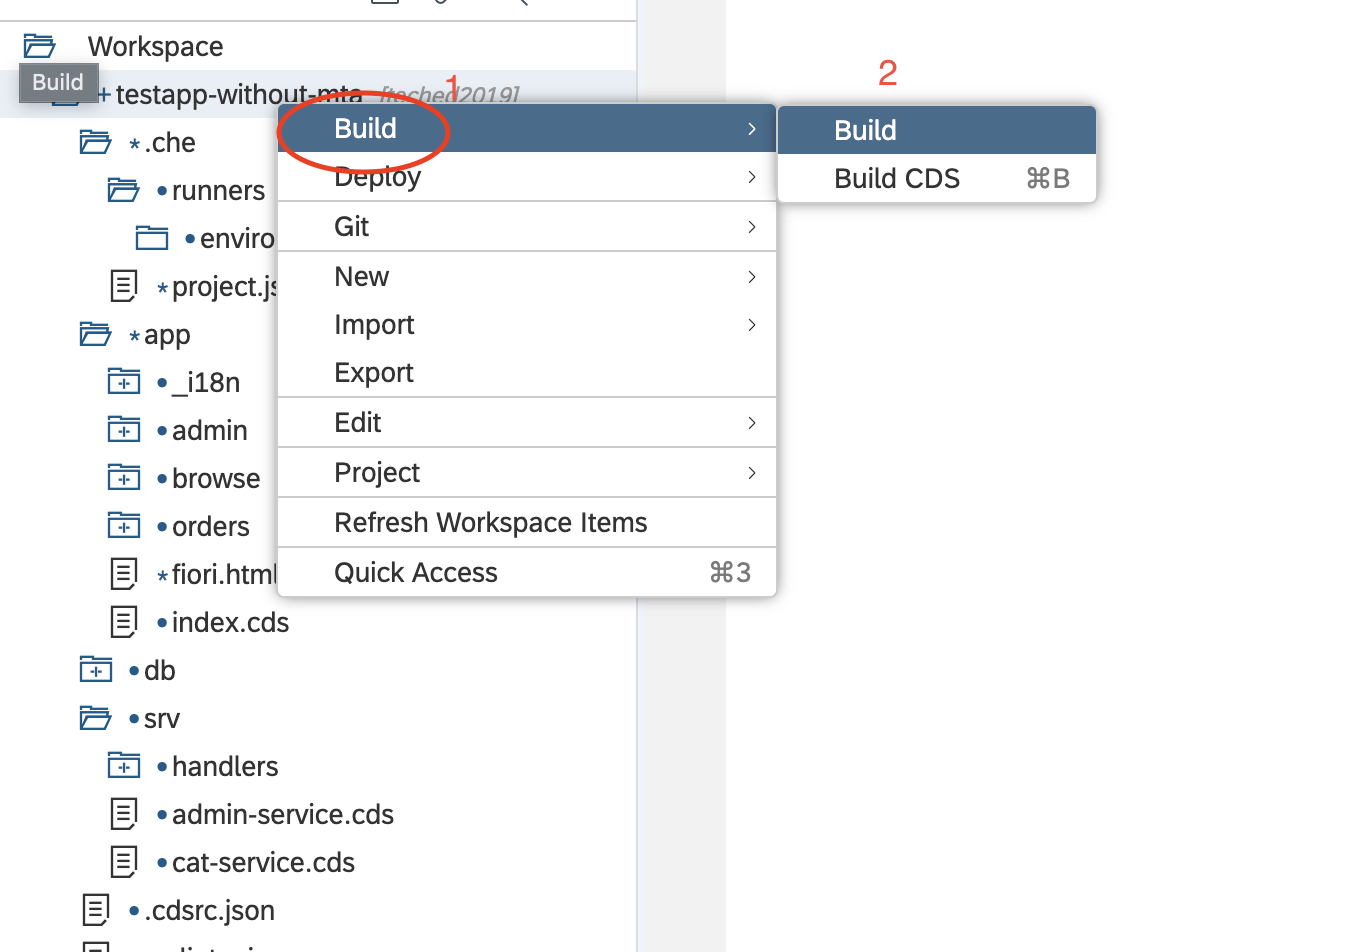 Workspace
Build
testapp-without-mta [teched2019]
1
2
Build
Build
.che
Deploy
Build CDS ⌘B
runners
Git
enviro
New
project.js
Import
app
Export
_i18n
Edit
admin
Project
browse
Refresh Workspace Items
orders
Quick Access ⌘3
fiori.html
index.cds
db
srv
handlers
admin-service.cds
cat-service.cds
.cdsrc.json